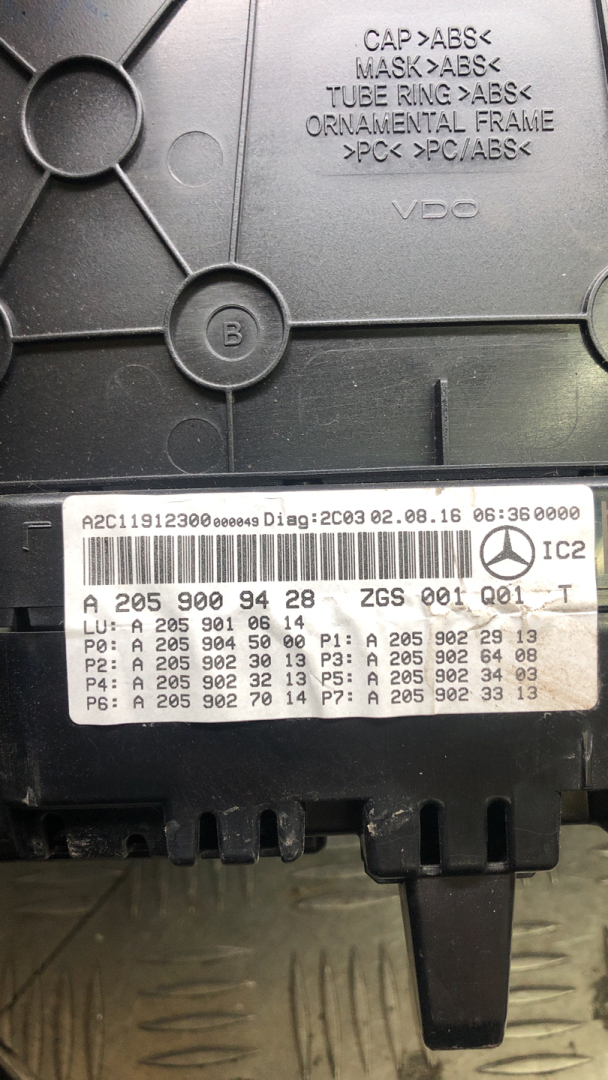 CAP >ABS<
MASK >ABS<
TUBE RING >ABS<
ORNAMENTAL FRAME
>PC< >PC/ABS<
VDO
B
A2C11912300 000049 Diag:2C03 02.08.16 06:36 0000
IC2
A 205 900 94 28 ZGS 001 Q01 T
LU: A 205 901 06 14
P0: A 205 904 50 00 P1: A 205 902 29 13
P2: A 205 902 30 13 P3: A 205 902 64 08
P4: A 205 902 32 13 P5: A 205 902 34 03
P6: A 205 902 70 14 P7: A 205 902 33 13